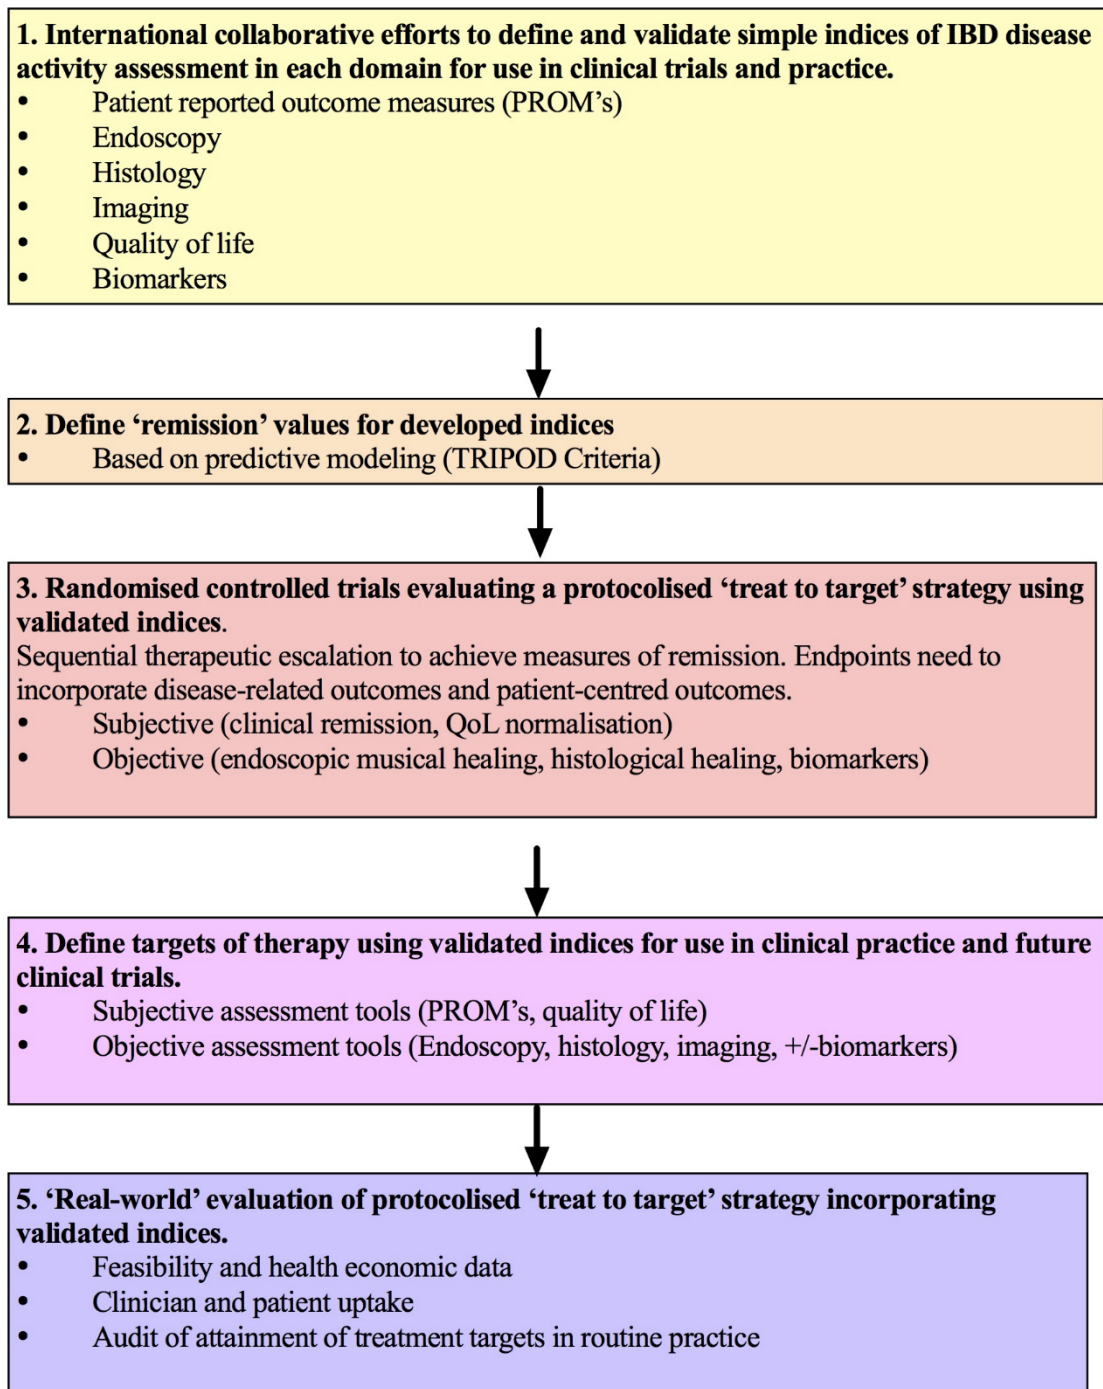 1. International collaborative efforts to define and validate simple indices of IBD disease
activity assessment in each domain for use in clinical trials and practice.
• Patient reported outcome measures (PROM’s)
• Endoscopy
• Histology
• Imaging
• Quality of life
• Biomarkers
2. Define ‘remission’ values for developed indices
• Based on predictive modeling (TRIPOD Criteria)
3. Randomised controlled trials evaluating a protocolised ‘treat to target’ strategy using
validated indices.
Sequential therapeutic escalation to achieve measures of remission. Endpoints need to
incorporate disease-related outcomes and patient-centred outcomes.
• Subjective (clinical remission, QoL normalisation)
• Objective (endoscopic musical healing, histological healing, biomarkers)
4. Define targets of therapy using validated indices for use in clinical practice and future
clinical trials.
• Subjective assessment tools (PROM’s, quality of life)
• Objective assessment tools (Endoscopy, histology, imaging, +/-biomarkers)
5. ‘Real-world’ evaluation of protocolised ‘treat to target’ strategy incorporating
validated indices.
• Feasibility and health economic data
• Clinician and patient uptake
• Audit of attainment of treatment targets in routine practice